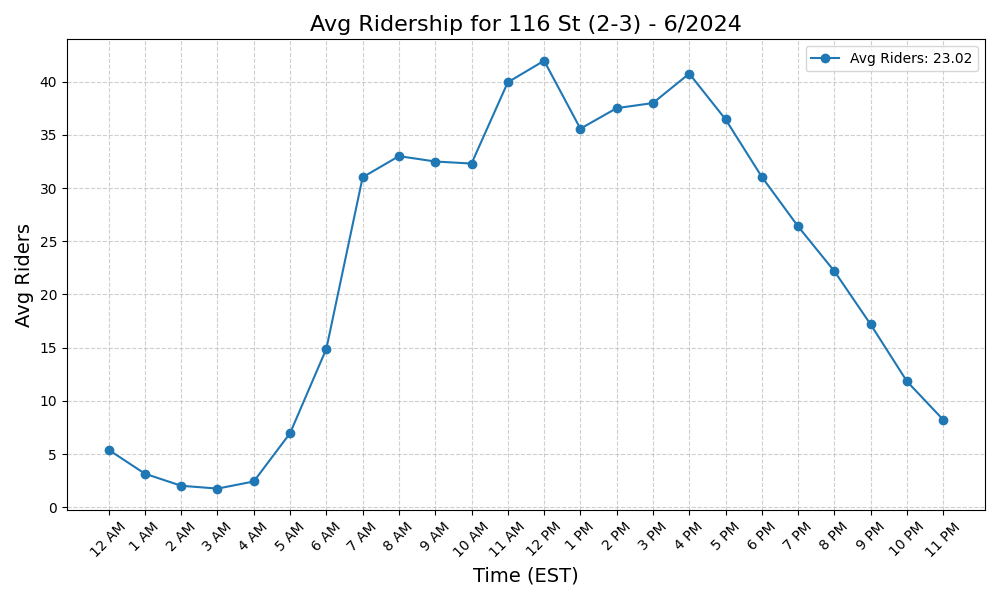 Avg Ridership for 116 St (2-3) - 6/2024
Avg Riders: 23.02
Avg Riders
40
35
30
25
20
15
10
5
0
12 AM
1 AM
2 AM
3 AM
4 AM
5 AM
6 AM
7 AM
8 AM
9 AM
10 AM
11 AM
12 PM
1 PM
2 PM
3 PM
4 PM
5 PM
6 PM
7 PM
8 PM
9 PM
10 PM
11 PM
Time (EST)